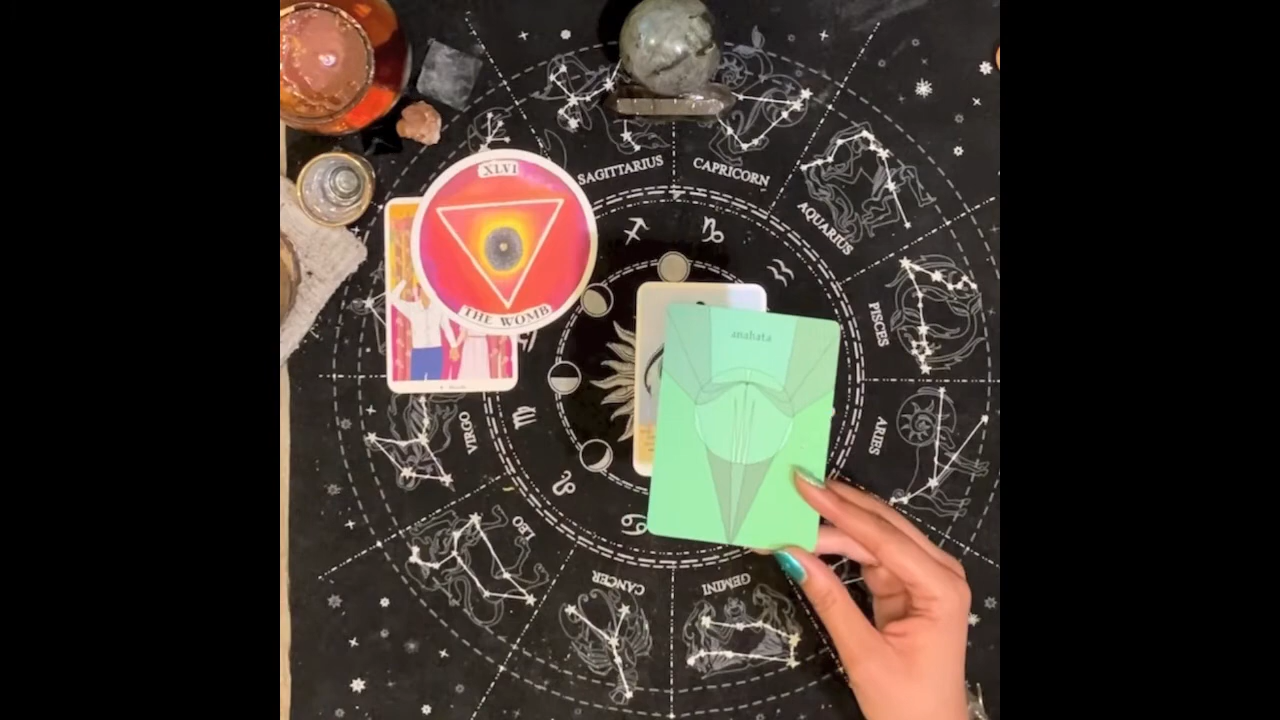 SAGITTARIUS
CAPRICORN
XLVI
AQUARIUS
THE WOMB
PISCES
anahata
ARIES
VIRGO
LEO
CANCER
GEMINI